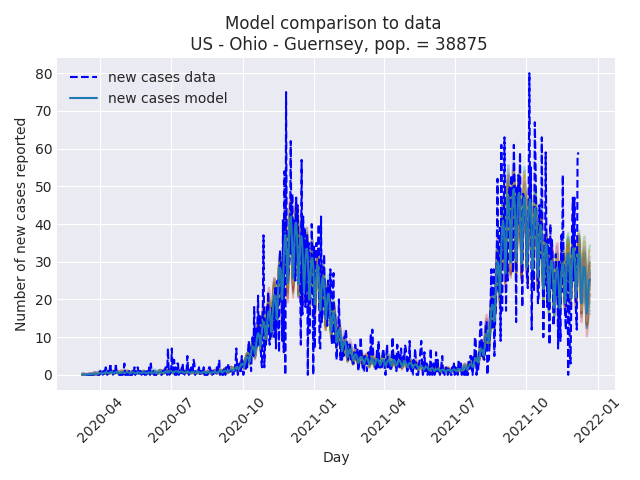 Model comparison to data
US - Ohio - Guernsey, pop. = 38875
new cases data
new cases model
Number of new cases reported
80
70
60
50
40
30
20
10
0
2020-04
2020-07
2020-10
2021-01
2021-04
2021-07
2021-10
2022-01
Day